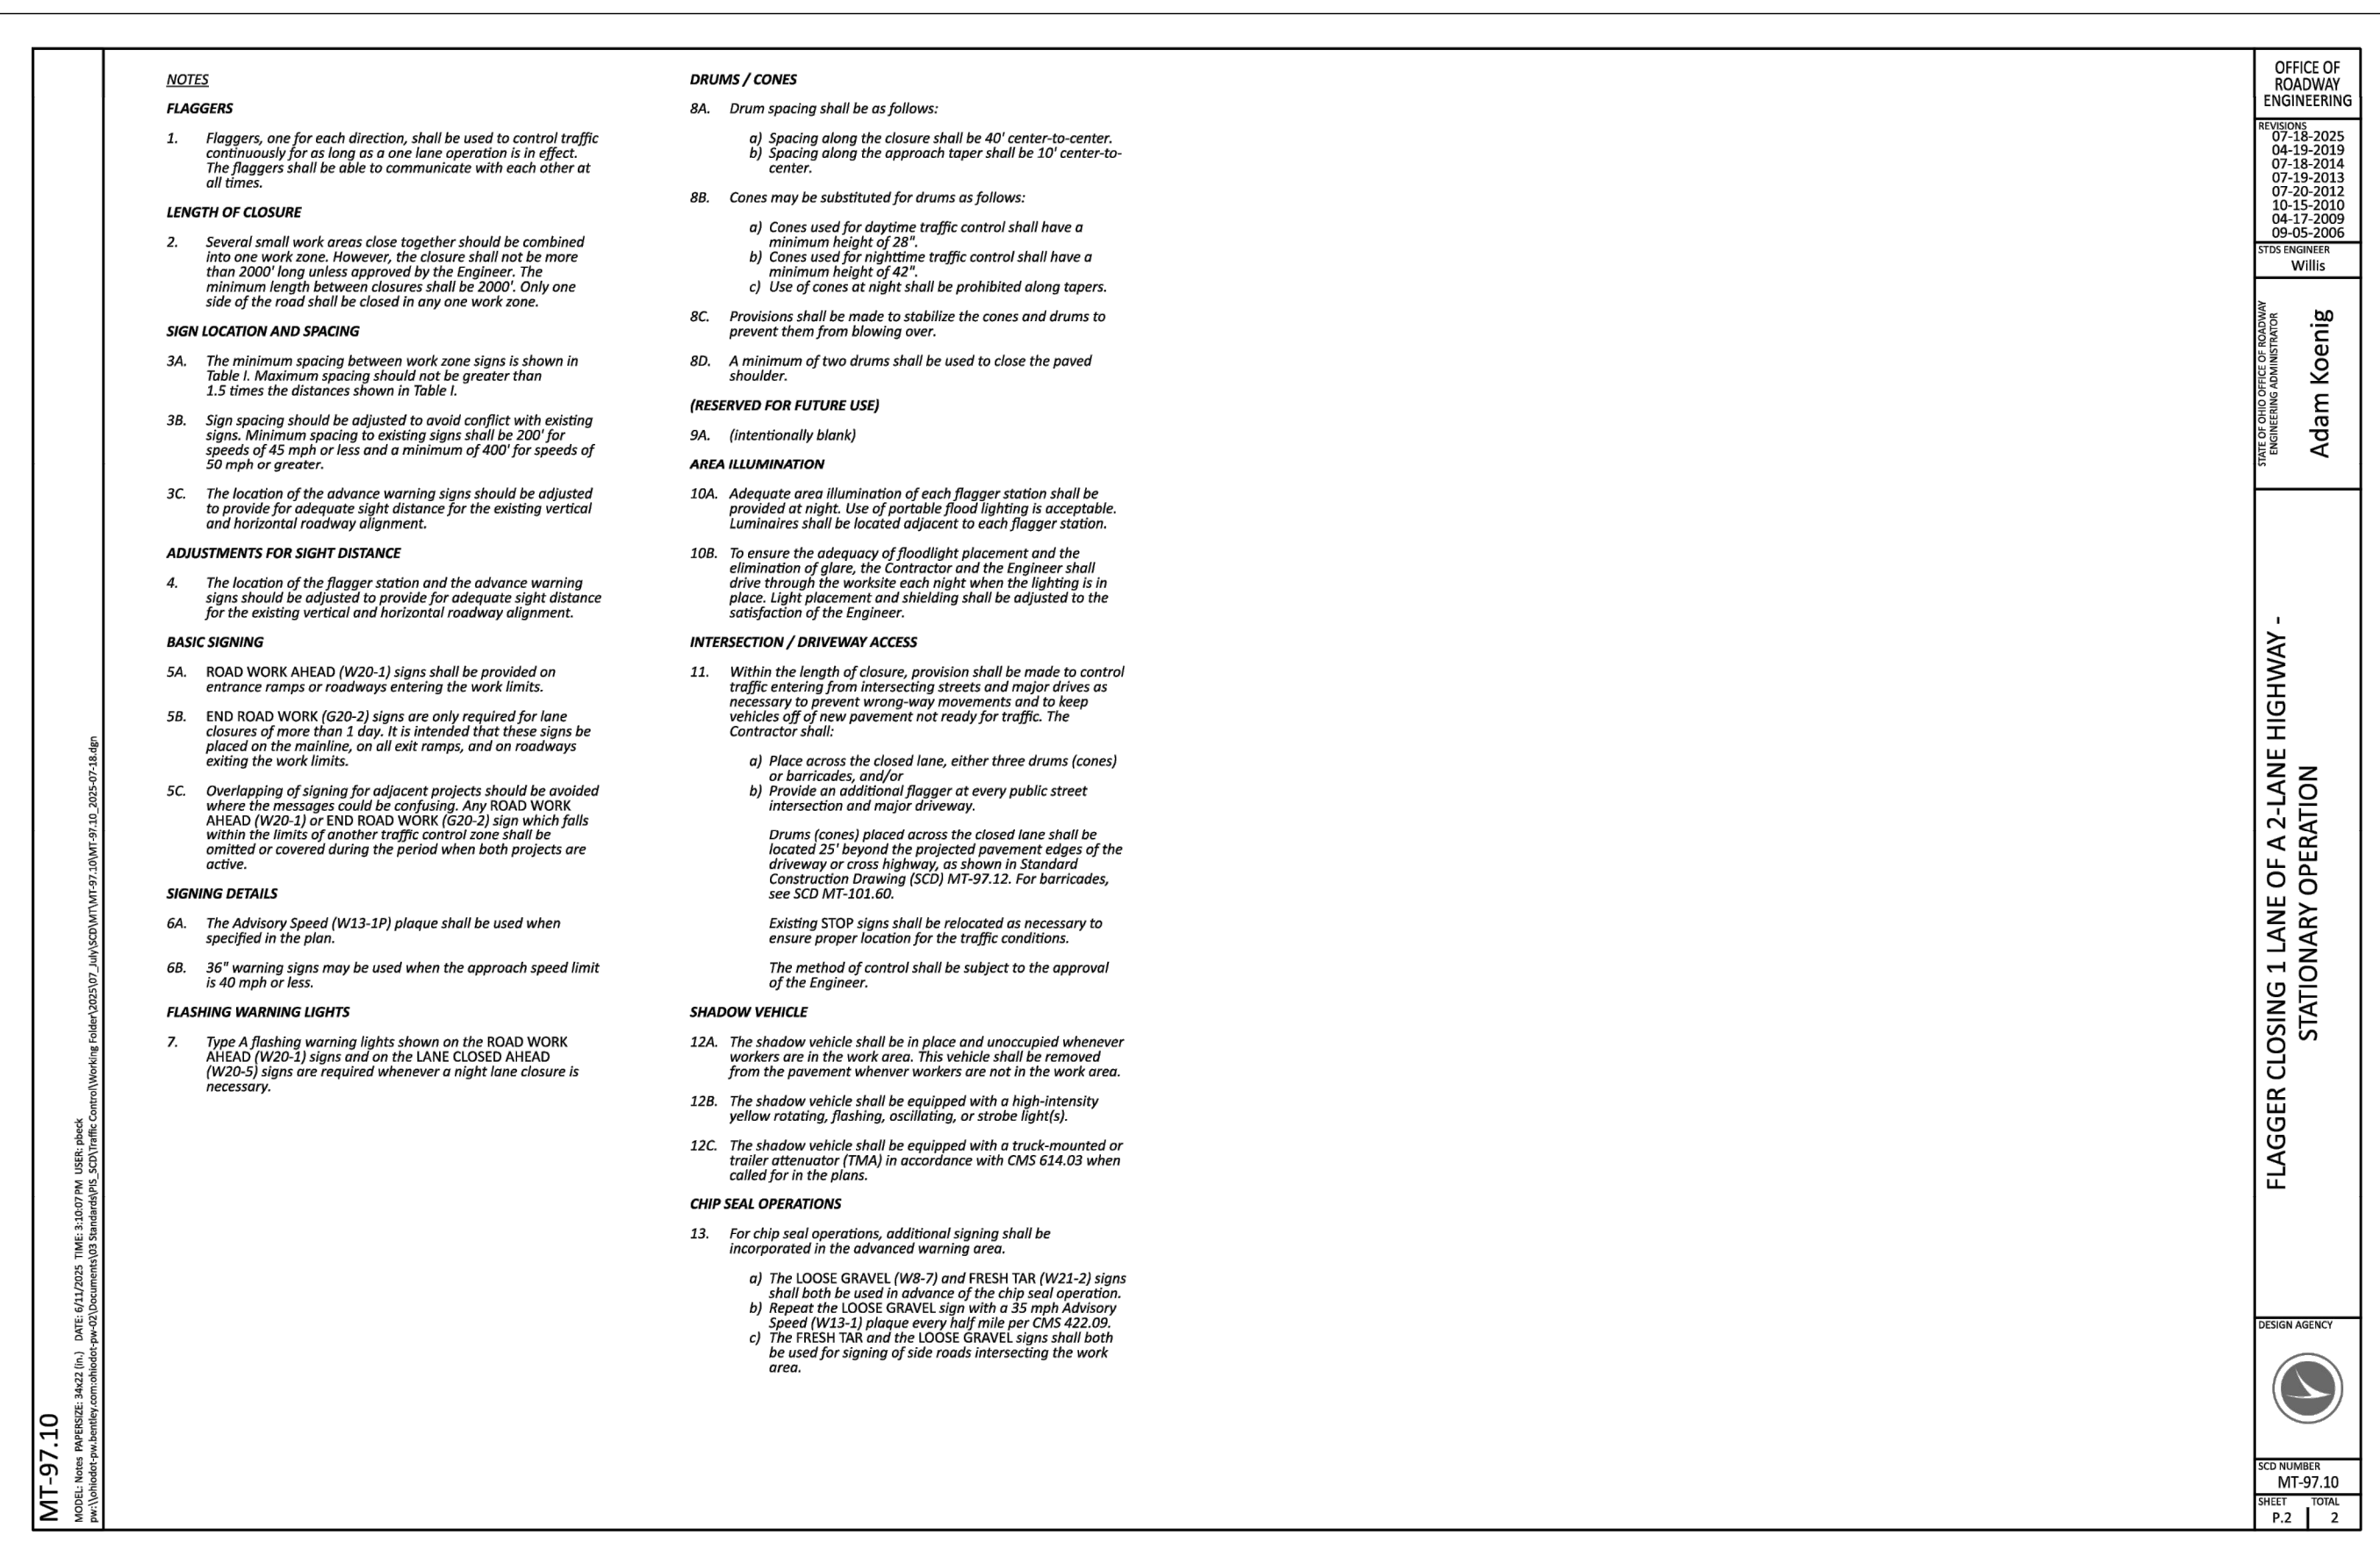 NOTES
FLAGGERS
1. Flaggers, one for each direction, shall be used to control traffic
continuously for as long as a one lane operation is in effect.
The flaggers shall be able to communicate with each other at
all times.
LENGTH OF CLOSURE
2. Several small work areas close together should be combined
into one work zone. However, the closure shall not be more
than 2000' long unless approved by the Engineer. The
minimum length between closures shall be 2000'. Only one
side of the road shall be closed in any one work zone.
SIGN LOCATION AND SPACING
3A. The minimum spacing between work zone signs is shown in
Table I. Maximum spacing should not be greater than
1.5 times the distances shown in Table I.
3B. Sign spacing should be adjusted to avoid conflict with existing
signs. Minimum spacing to existing signs shall be 200' for
speeds of 45 mph or less and a minimum of 400' for speeds of
50 mph or greater.
3C. The location of the advance warning signs should be adjusted
to provide for adequate sight distance for the existing vertical
and horizontal roadway alignment.
ADJUSTMENTS FOR SIGHT DISTANCE
4. The location of the flagger station and the advance warning
signs should be adjusted to provide for adequate sight distance
for the existing vertical and horizontal roadway alignment.
BASIC SIGNING
5A. ROAD WORK AHEAD (W20-1) signs shall be provided on
entrance ramps or roadways entering the work limits.
5B. END ROAD WORK (G20-2) signs are only required for lane
closures of more than 1 day. It is intended that these signs be
placed on the mainline, on all exit ramps, and on roadways
exiting the work limits.
5C. Overlapping of signing for adjacent projects should be avoided
where the messages could be confusing. Any ROAD WORK
AHEAD (W20-1) or END ROAD WORK (G20-2) sign which falls
within the limits of another traffic control zone shall be
omitted or covered during the period when both projects are
active.
SIGNING DETAILS
6A. The Advisory Speed (W13-1P) plaque shall be used when
specified in the plan.
6B. 36" warning signs may be used when the approach speed limit
is 40 mph or less.
FLASHING WARNING LIGHTS
7. Type A flashing warning lights shown on the ROAD WORK
AHEAD (W20-1) signs and on the LANE CLOSED AHEAD
(W20-5) signs are required whenever a night lane closure is
necessary.
DRUMS / CONES
8A. Drum spacing shall be as follows:
a) Spacing along the closure shall be 40' center-to-center.
b) Spacing along the approach taper shall be 10' center-to-
center.
8B. Cones may be substituted for drums as follows:
a) Cones used for daytime traffic control shall have a
minimum height of 28".
b) Cones used for nighttime traffic control shall have a
minimum height of 42".
c) Use of cones at night shall be prohibited along tapers.
8C. Provisions shall be made to stabilize the cones and drums to
prevent them from blowing over.
8D. A minimum of two drums shall be used to close the paved
shoulder.
(RESERVED FOR FUTURE USE)
9A. (intentionally blank)
AREA ILLUMINATION
10A. Adequate area illumination of each flagger station shall be
provided at night. Use of portable flood lighting is acceptable.
Luminaires shall be located adjacent to each flagger station.
10B. To ensure the adequacy of floodlight placement and the
elimination of glare, the Contractor and the Engineer shall
drive through the worksite each night when the lighting is in
place. Light placement and shielding shall be adjusted to the
satisfaction of the Engineer.
INTERSECTION / DRIVEWAY ACCESS
11. Within the length of closure, provision shall be made to control
traffic entering from intersecting streets and major drives as
necessary to prevent wrong-way movements and to keep
vehicles off of new pavement not ready for traffic. The
Contractor shall:
a) Place across the closed lane, either three drums (cones)
or barricades, and/or
b) Provide an additional flagger at every public street
intersection and major driveway.
Drums (cones) placed across the closed lane shall be
located 25' beyond the projected pavement edges of the
driveway or cross highway, as shown in Standard
Construction Drawing (SCD) MT-97.12. For barricades,
see SCD MT-101.60.
Existing STOP signs shall be relocated as necessary to
ensure proper location for the traffic conditions.
The method of control shall be subject to the approval
of the Engineer.
SHADOW VEHICLE
12A. The shadow vehicle shall be in place and unoccupied whenever
workers are in the work area. This vehicle shall be removed
from the pavement whenver workers are not in the work area.
12B. The shadow vehicle shall be equipped with a high-intensity
yellow rotating, flashing, oscillating, or strobe light(s).
12C. The shadow vehicle shall be equipped with a truck-mounted or
trailer attenuator (TMA) in accordance with CMS 614.03 when
called for in the plans.
CHIP SEAL OPERATIONS
13. For chip seal operations, additional signing shall be
incorporated in the advanced warning area.
a) The LOOSE GRAVEL (W8-7) and FRESH TAR (W21-2) signs
shall both be used in advance of the chip seal operation.
b) Repeat the LOOSE GRAVEL sign with a 35 mph Advisory
Speed (W13-1) plaque every half mile per CMS 422.09.
c) The FRESH TAR and the LOOSE GRAVEL signs shall both
be used for signing of side roads intersecting the work
area.
MT-97.10
MODEL: Notes PAPERSIZE: 34x22 (in.) DATE: 6/11/2025 TIME: 3:10:07 PM USER: pbeck
pw:\\ohiodot-pw.bentley.com:ohiodot-pw-02\Documents\03 Standards\PIS_SCD\Traffic Control\Working Folder\2025\07_July\SCD\MT\MT-97.10\MT-97.10_2025-07-18.dgn
OFFICE OF
ROADWAY
ENGINEERING
REVISIONS
07-18-2025
04-19-2019
07-18-2014
07-19-2013
07-20-2012
10-15-2010
04-17-2009
09-05-2006
STDS ENGINEER
Willis
STATE OF OHIO OFFICE OF ROADWAY
ENGINEERING ADMINISTRATOR
Adam Koenig
FLAGGER CLOSING 1 LANE OF A 2-LANE HIGHWAY -
STATIONARY OPERATION
DESIGN AGENCY
SCD NUMBER
MT-97.10
SHEET TOTAL
P.2 2